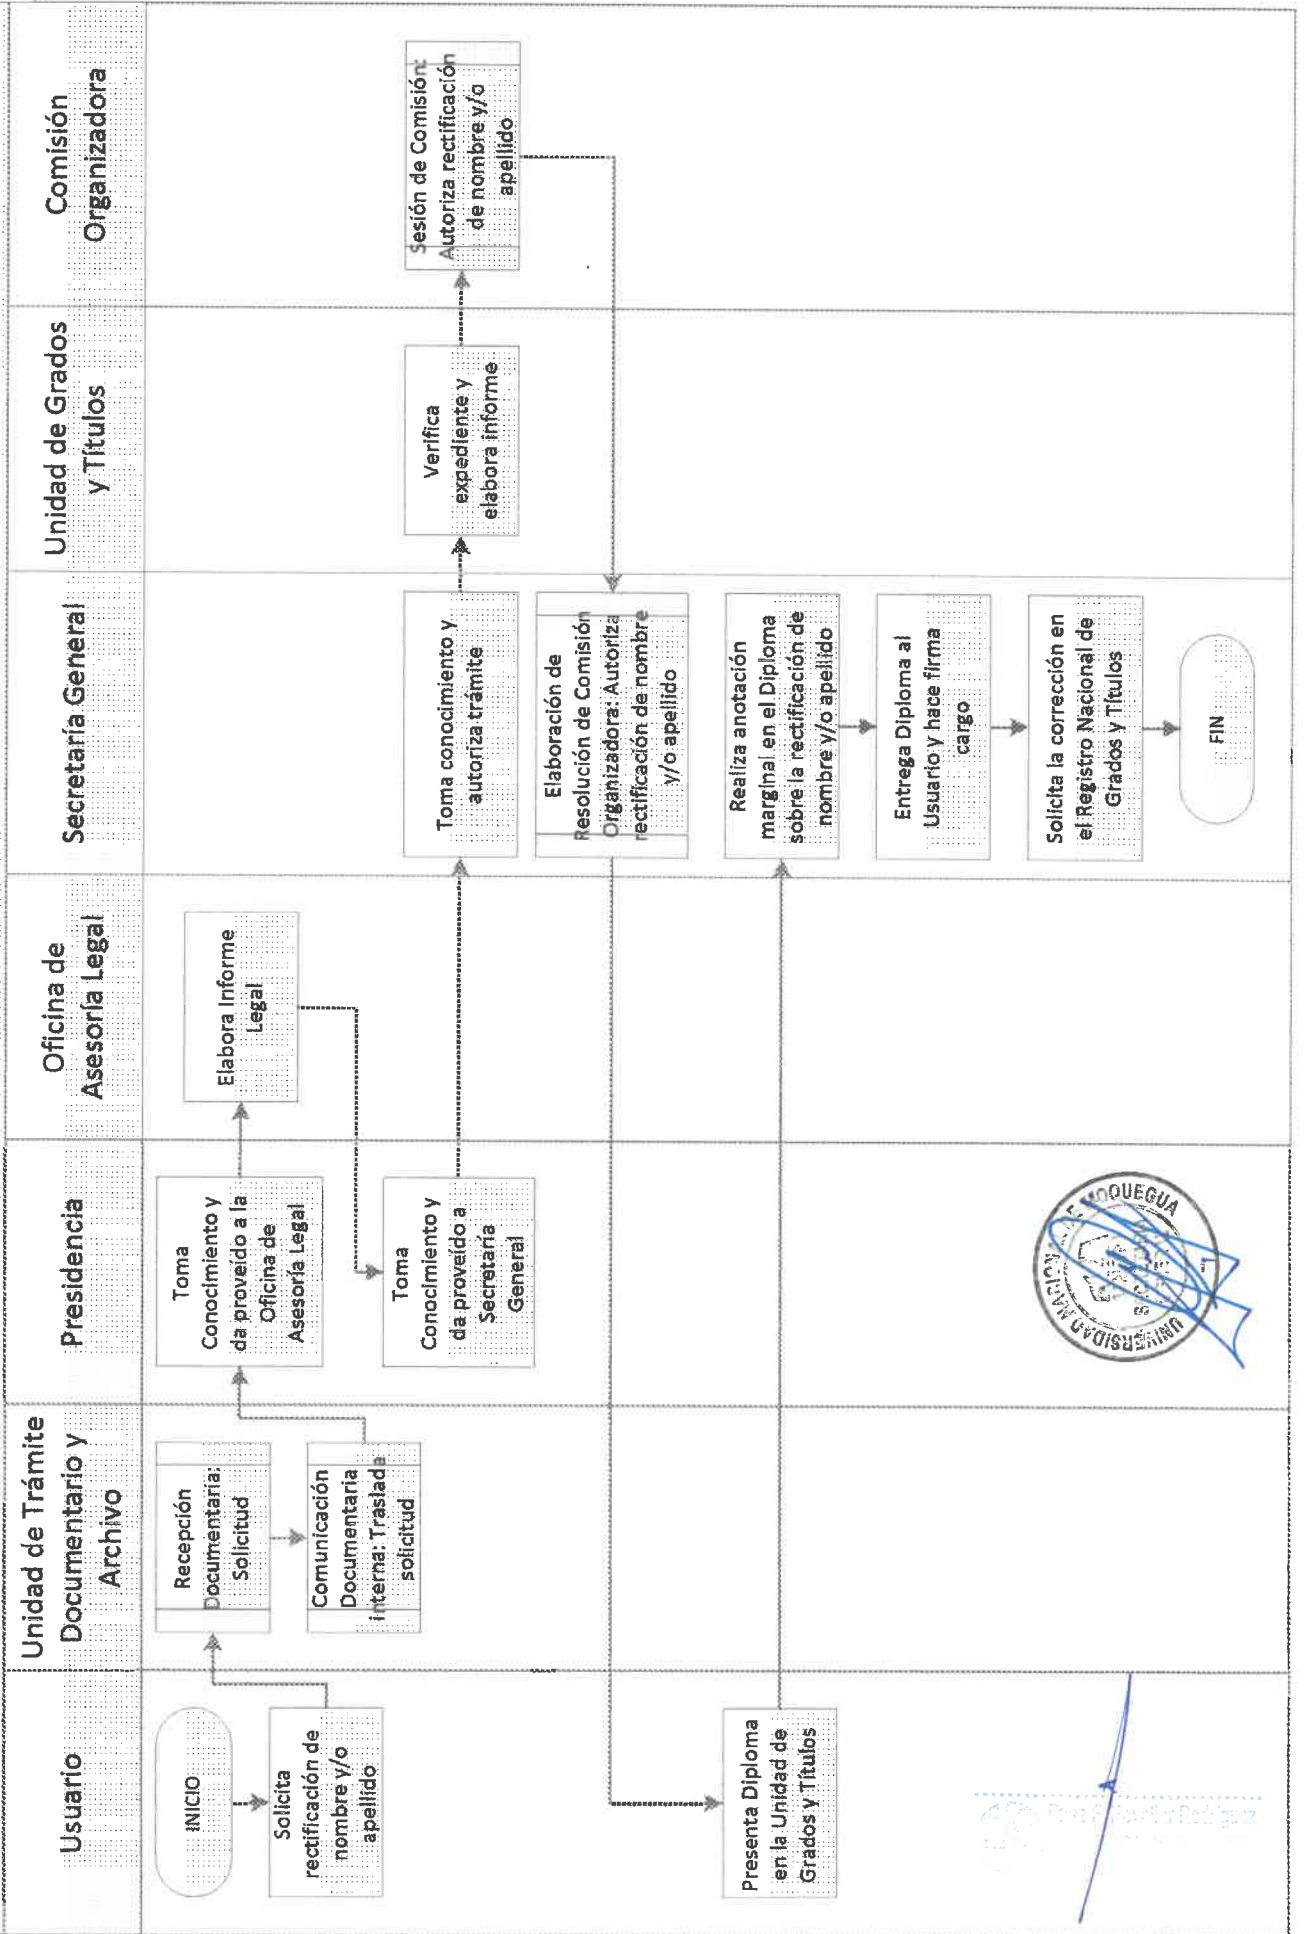 Usuario
Unidad de Trámite
Documentario y
Archivo
Presidencia
Oficina de
Asesoría Legal
Secretaría General
Unidad de Grados
y Títulos
Comisión
Organizadora
INICIO
Solicita
rectificación de
nombre y/o
apellido
Recepción
Documentaria:
Solicitud
Comunicación
Documentaria
interna: Traslada
solicitud
Toma
Conocimiento y
da proveído a la
Oficina de
Asesoría Legal
Elabora Informe
Legal
Toma
Conocimiento y
da proveído a
Secretaría
General
Toma conocimiento y
autoriza trámite
Verifica
expediente y
elabora informe
Sesión de Comisión:
Autoriza rectificación
de nombre y/o
apellido
Elaboración de
Resolución de Comisión
Organizadora: Autoriza
rectificación de nombre
y/o apellido
Presenta Diploma
en la Unidad de
Grados y Títulos
Realiza anotación
marginal en el Diploma
sobre la rectificación de
nombre y/o apellido
Entrega Diploma al
Usuario y hace firma
cargo
Solicita la corrección en
el Registro Nacional de
Grados y Títulos
FIN
UNIVERSIDAD NACIONAL DE MOQUEGUA